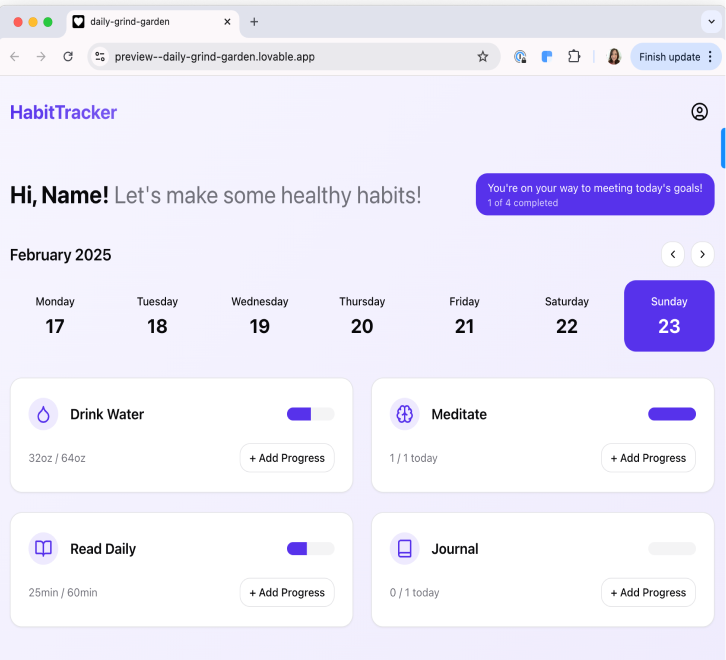 daily-grind-garden
preview--daily-grind-garden.lovable.app
Finish update
HabitTracker
Hi, Name! Let's make some healthy habits!
You're on your way to meeting today's goals!
1 of 4 completed
February 2025
Monday Tuesday Wednesday Thursday Friday Saturday Sunday
17 18 19 20 21 22 23
Drink Water
32oz / 64oz
+ Add Progress
Meditate
1 / 1 today
+ Add Progress
Read Daily
25min / 60min
+ Add Progress
Journal
0 / 1 today
+ Add Progress